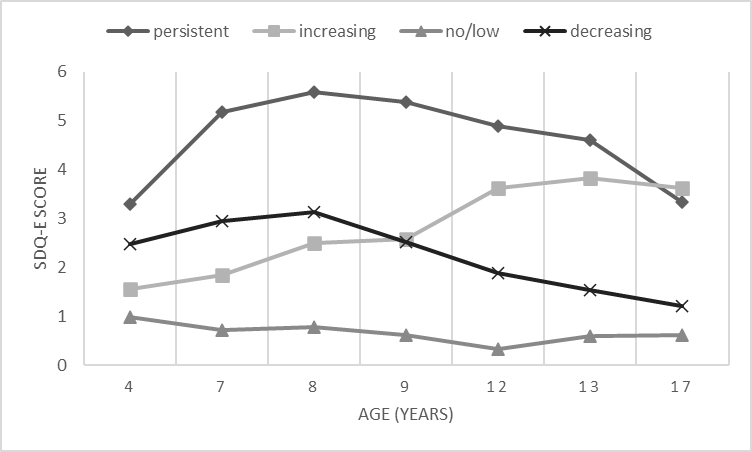 persistent increasing no/low decreasing
6
5
4
3
2
1
0
SDQ-E SCORE
4 7 8 9 12 13 17
AGE (YEARS)